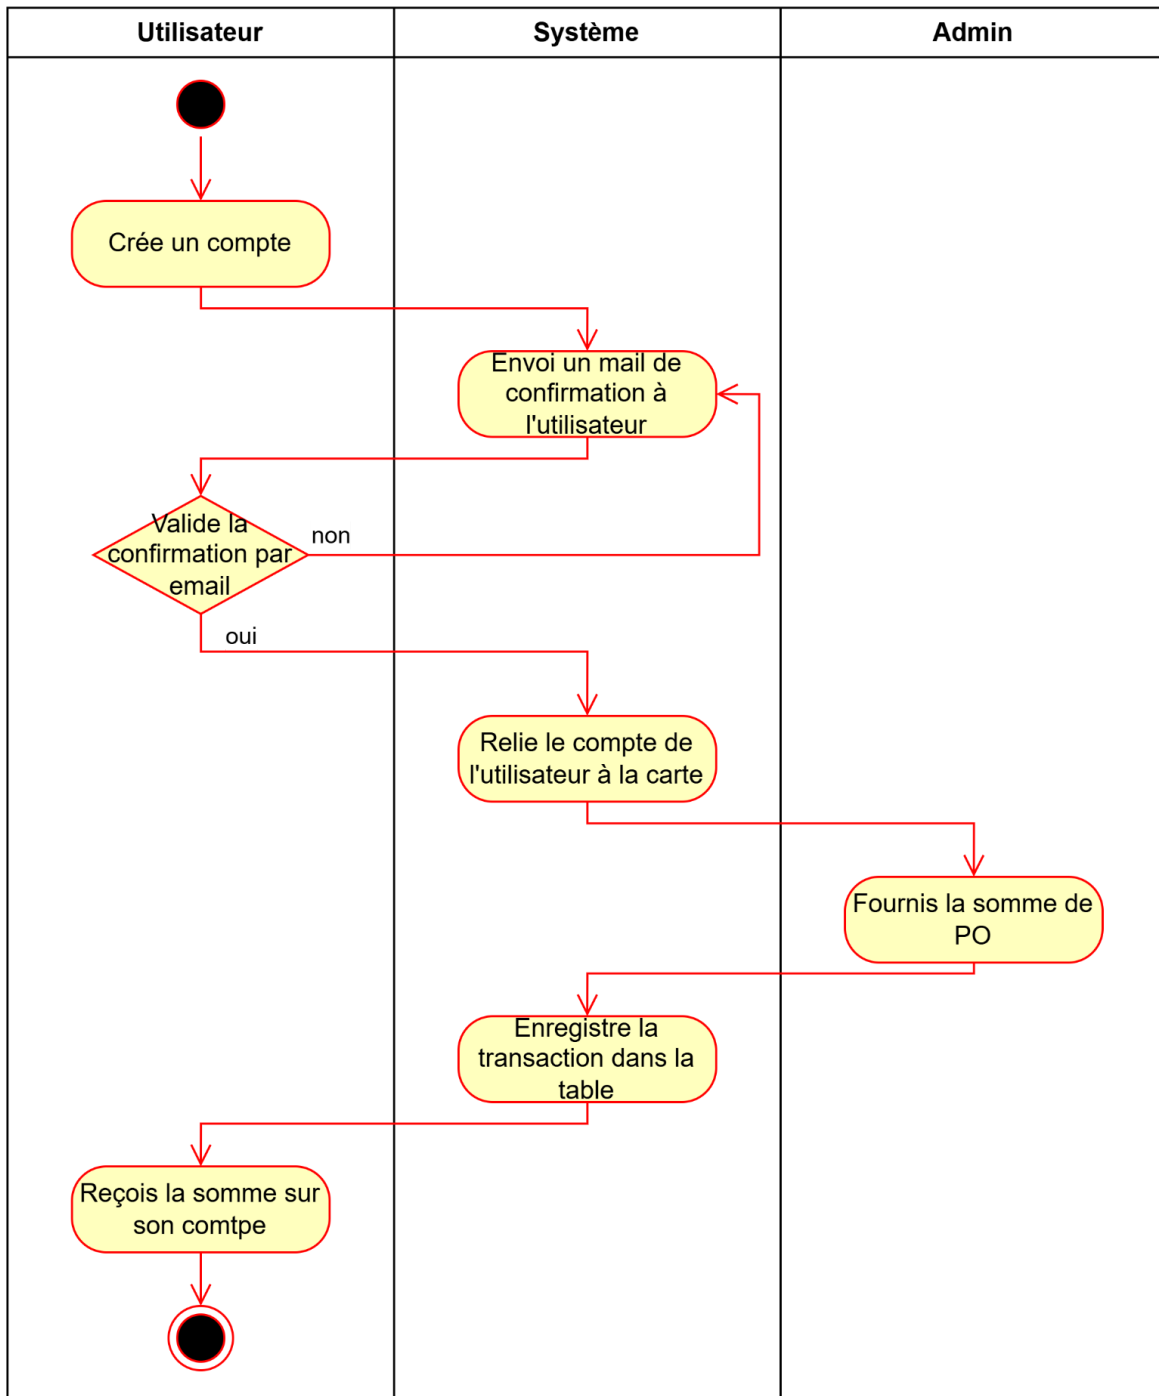 Utilisateur
Système
Admin
Crée un compte
Envoi un mail de
confirmation à
l'utilisateur
Valide la
confirmation par
email
non
oui
Relie le compte de
l'utilisateur à la carte
Fournis la somme de
PO
Enregistre la
transaction dans la
table
Reçois la somme sur
son comtpe